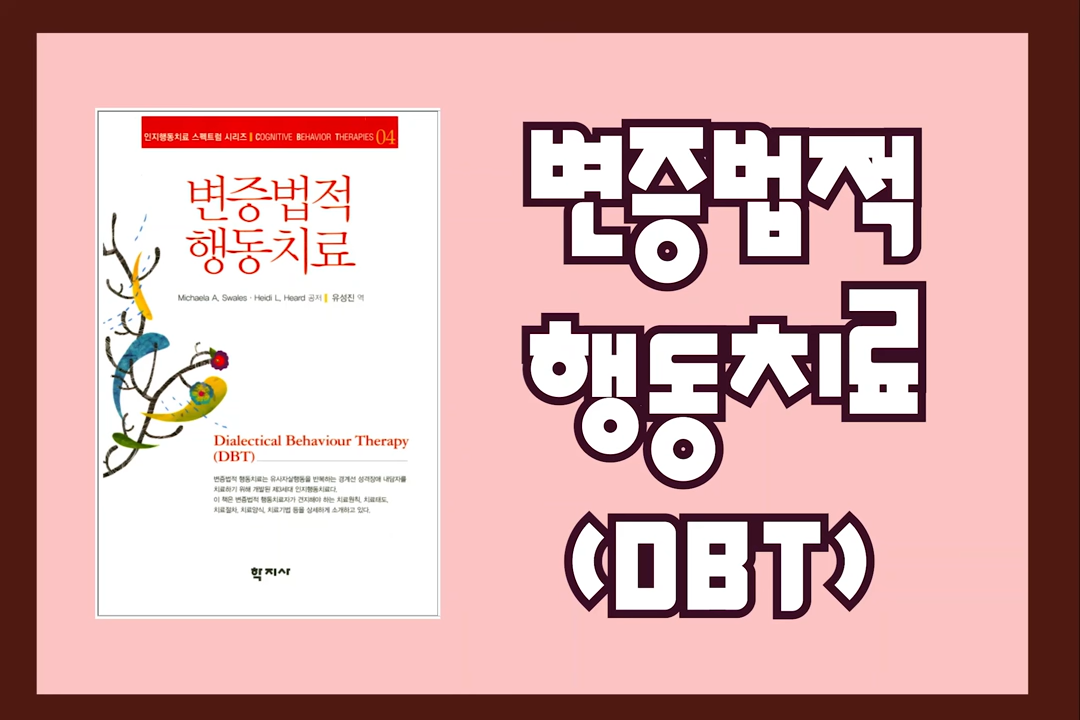 인지행동치료 스펙트럼 시리즈 | COGNITIVE BEHAVIOR THERAPIES 04
변증법적
행동치료
Michaela A. Swales · Heidi L. Heard 공저 | 유성진 역
Dialectical Behaviour Therapy
(DBT)
변증법적 행동치료는 유사자살행동을 반복하는 경계선 성격장애 내담자를
치료하기 위해 개발된 제3세대 인지행동치료다.
이 책은 변증법적 행동치료자가 견지해야 하는 치료원칙, 치료태도,
치료절차, 치료양식, 치료기법 등을 상세하게 소개하고 있다.
학지사
변증법적
행동치료
(DBT)